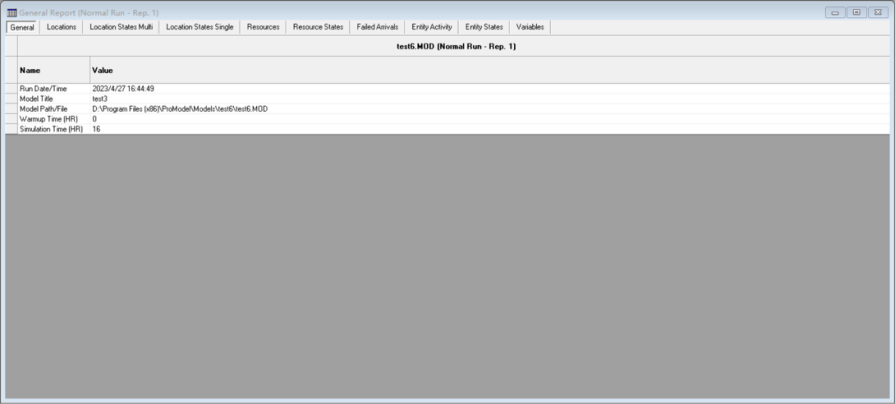 General Report (Normal Run - Rep. 1)
General Locations Location States Multi Location States Single Resources Resource States Failed Arrivals Entity Activity Entity States Variables
test6.MOD (Normal Run - Rep. 1)
Name Value
Run Date/Time 2023/4/27 16:44:49
Model Title test3
Model Path/File D:\Program Files (x86)\ProModel\Models\test6\test6.MOD
Warmup Time (HR) 0
Simulation Time (HR) 16